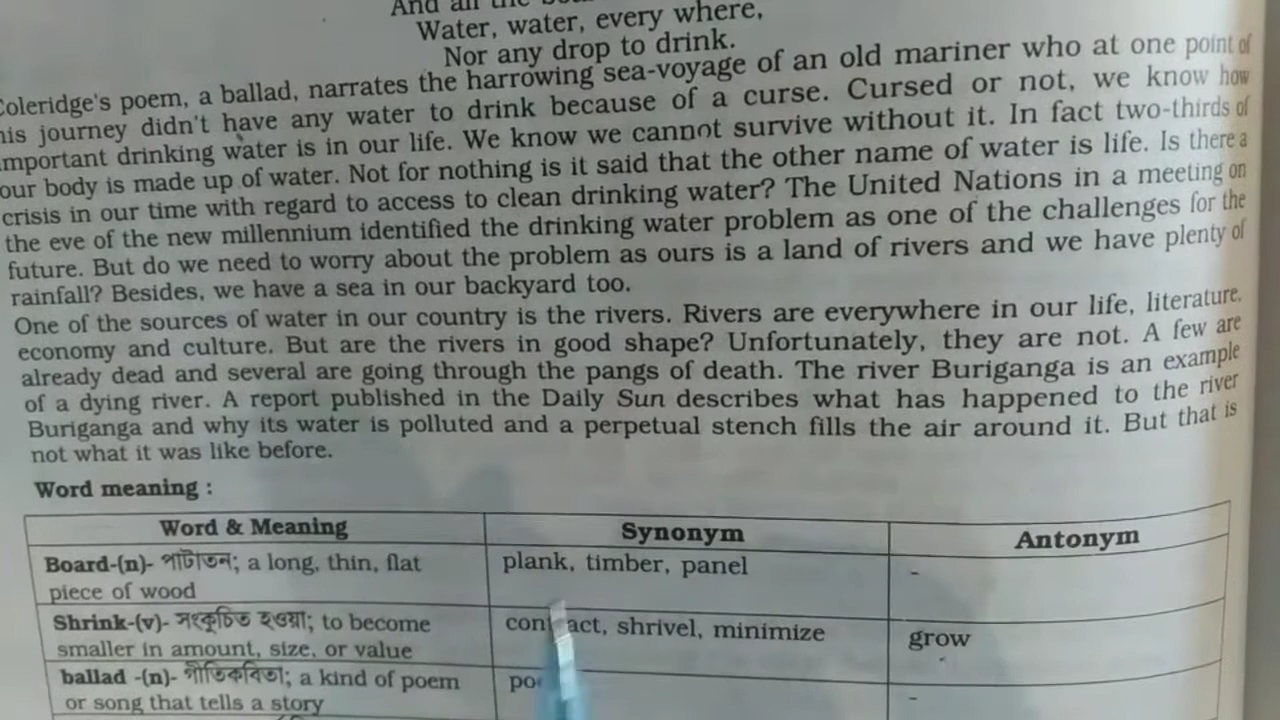 And all the
Water, water, every where,
Nor any drop to drink.
Coleridge's poem, a ballad, narrates the harrowing sea-voyage of an old mariner who at one point of
his journey didn't have any water to drink because of a curse. Cursed or not, we know how
important drinking water is in our life. We know we cannot survive without it. In fact two-thirds of
our body is made up of water. Not for nothing is it said that the other name of water is life. Is there a
crisis in our time with regard to access to clean drinking water? The United Nations in a meeting on
the eve of the new millennium identified the drinking water problem as one of the challenges for the
future. But do we need to worry about the problem as ours is a land of rivers and we have plenty of
rainfall? Besides, we have a sea in our backyard too.
One of the sources of water in our country is the rivers. Rivers are everywhere in our life, literature,
economy and culture. But are the rivers in good shape? Unfortunately, they are not. A few are
already dead and several are going through the pangs of death. The river Buriganga is an example
of a dying river. A report published in the Daily Sun describes what has happened to the river
Buriganga and why its water is polluted and a perpetual stench fills the air around it. But that is
not what it was like before.
Word meaning :
Word & Meaning Synonym Antonym
Board-(n)- পাটাতন; a long, thin, flat plank, timber, panel -
piece of wood
Shrink-(v)- সংকুচিত হওয়া; to become contract, shrivel, minimize grow
smaller in amount, size, or value
ballad -(n)- গীতিকবিতা; a kind of poem -
or song that tells a story